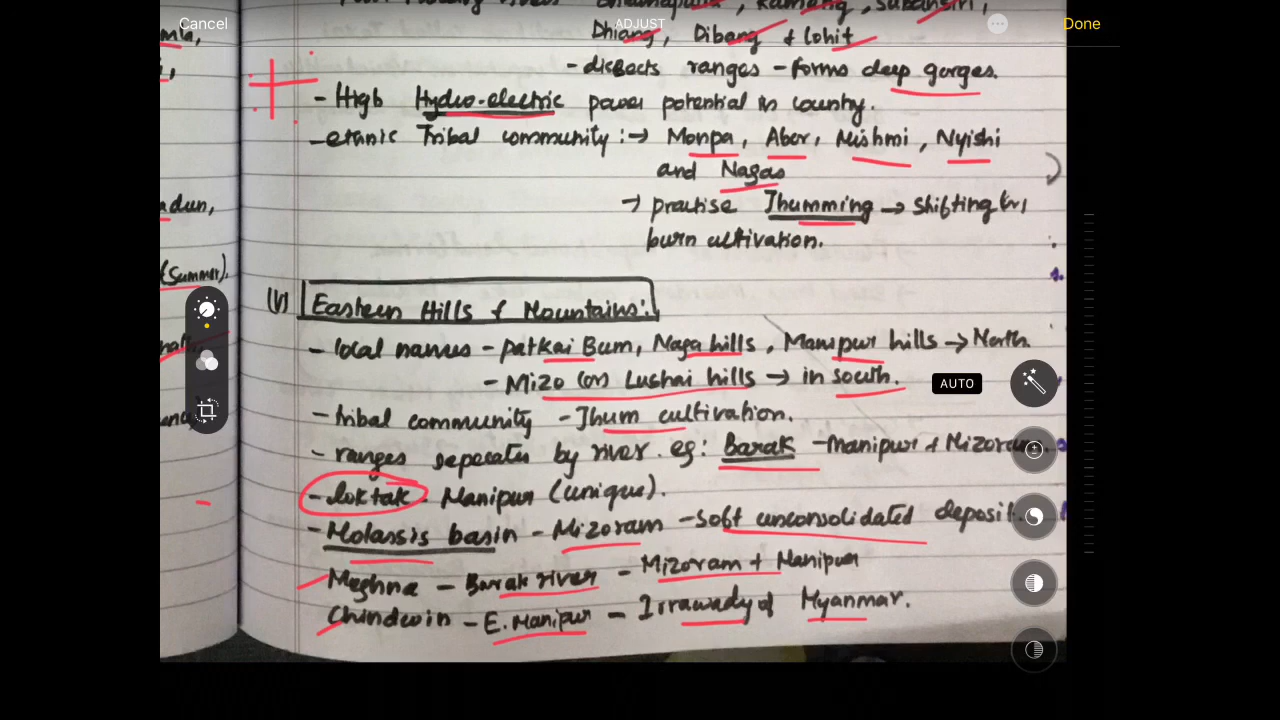 Cancel
ADJUST
Done
Dhiang, Dibang & Lohit
- dissects ranges - forms deep gorges.
- High Hydro-electric power potential in country.
- ethnic Tribal community :→ Monpa, Abor, Mishmi, Nyishi
and Nagas
→ practise Jhumming → Shifting
burn cultivation.
(V) Eastern Hills & Mountains:
- local names - patkai Bum, Naga hills, Manipur hills → North.
- Mizo (or) Lushai hills → in south.
AUTO
- tribal community - Jhum cultivation.
- ranges seperates by river. eg: Barak - Manipur + Mizoram
- loktak - Manipur (unique).
- Molassis basin - Mizoram - soft unconsolidated deposit
Meghna - Barak river - Mizoram + Manipur
Chindwin - E. Manipur - Irrawady of Myanmar.
(Summer).